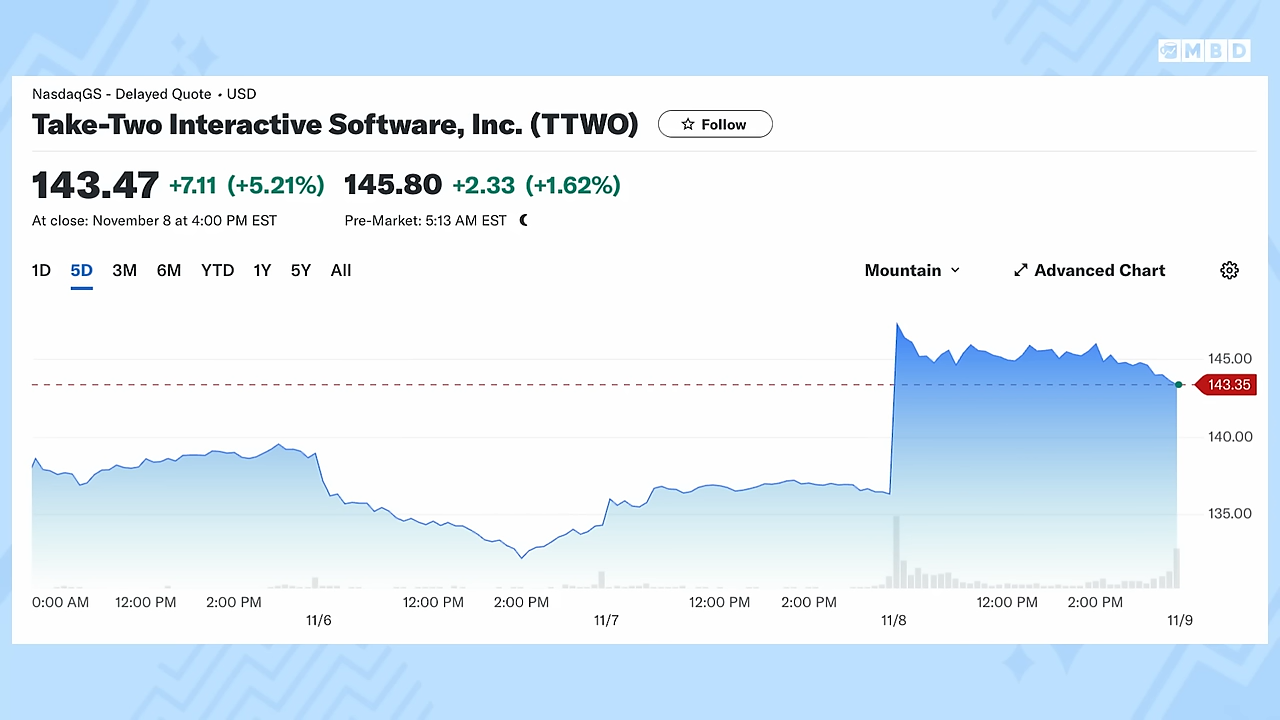 MBD
NasdaqGS - Delayed Quote • USD
Take-Two Interactive Software, Inc. (TTWO)
Follow
143.47 +7.11 (+5.21%) 145.80 +2.33 (+1.62%)
At close: November 8 at 4:00 PM EST Pre-Market: 5:13 AM EST
1D 5D 3M 6M YTD 1Y 5Y All
Mountain Advanced Chart
145.00
143.35
140.00
135.00
0:00 AM 12:00 PM 2:00 PM 12:00 PM 2:00 PM 12:00 PM 2:00 PM 12:00 PM 2:00 PM
11/6 11/7 11/8 11/9